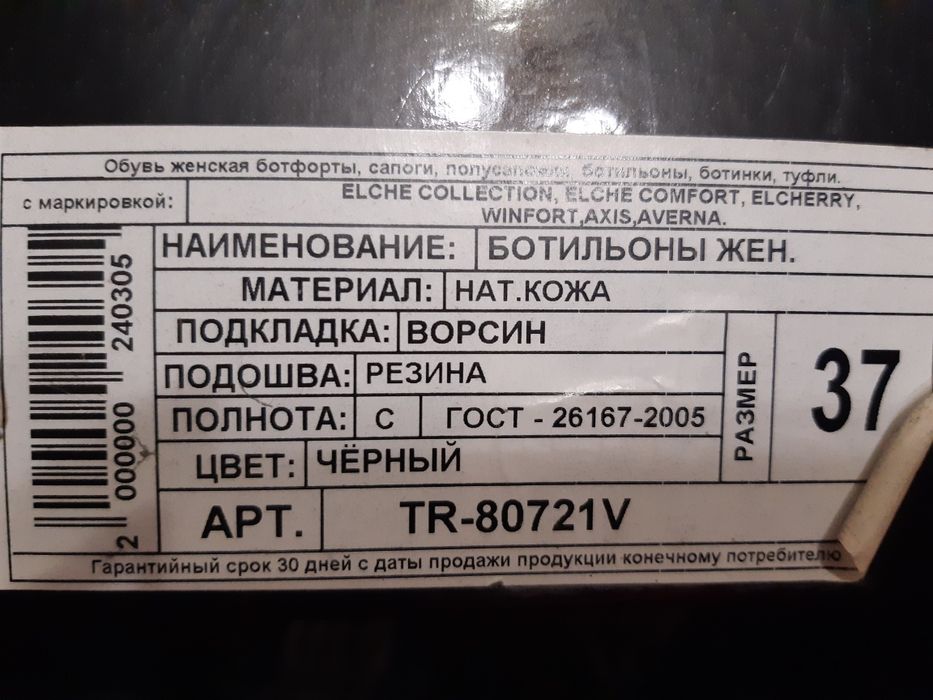 Обувь женская ботфорты, сапоги, полусапожки, ботильоны, ботинки, туфли.
с маркировкой: ELCHE COLLECTION, ELCHE COMFORT, ELCHERRY,
WINFORT,AXIS,AVERNA.
НАИМЕНОВАНИЕ: БОТИЛЬОНЫ ЖЕН.
МАТЕРИАЛ: НАТ.КОЖА
ПОДКЛАДКА: ВОРСИН
ПОДОШВА: РЕЗИНА
ПОЛНОТА: С ГОСТ - 26167-2005
ЦВЕТ: ЧЁРНЫЙ
РАЗМЕР 37
АРТ. TR-80721V
2 000000 240305
Гарантийный срок 30 дней с даты продажи продукции конечному потребителю